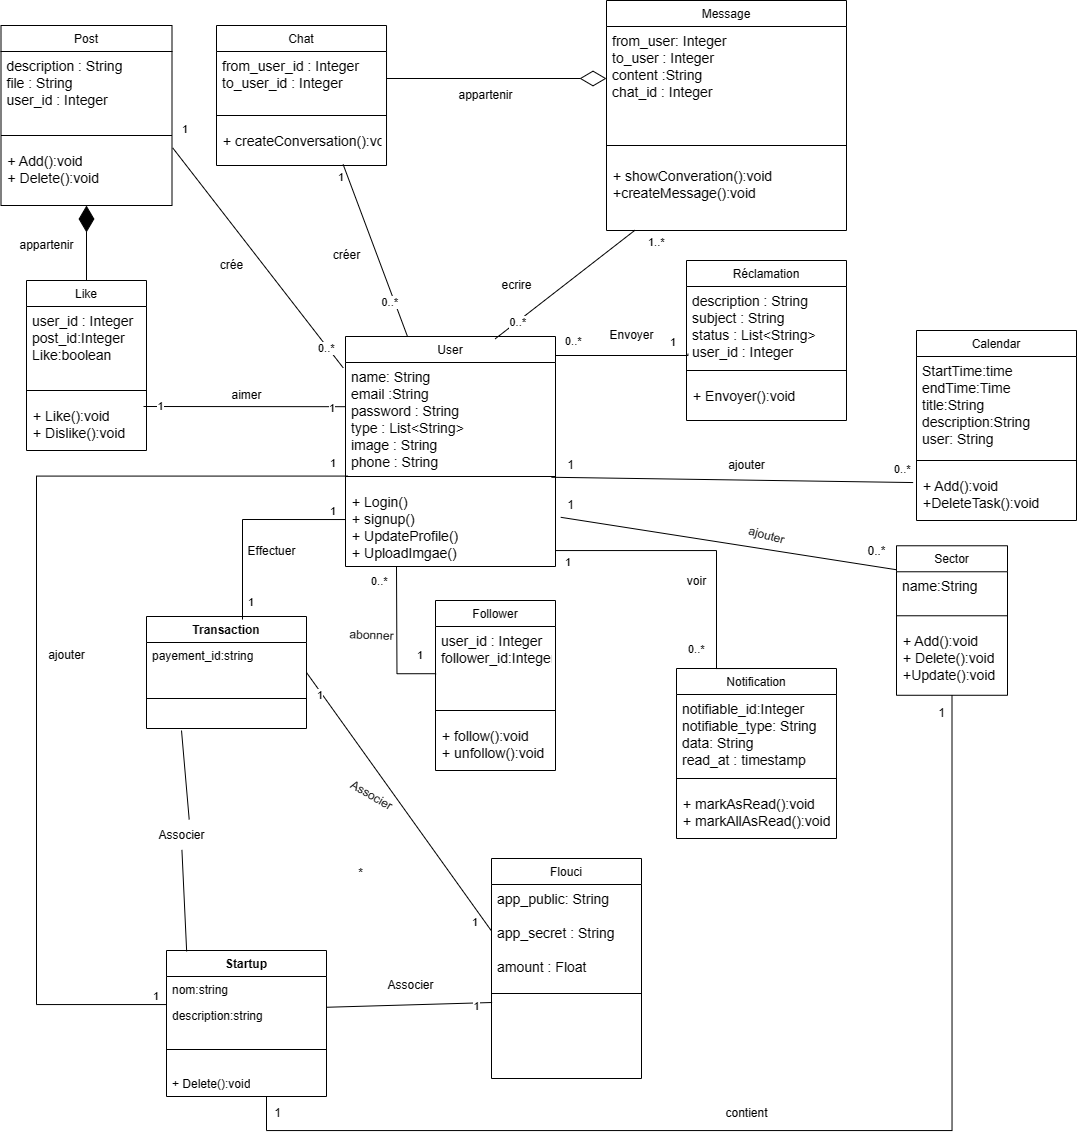 Post
description : String
file : String
user_id : Integer
+ Add():void
+ Delete():void
Chat
from_user_id : Integer
to_user_id : Integer
+ createConversation():vc
Message
from_user: Integer
to_user : Integer
content :String
chat_id : Integer
+ showConveration():void
+createMessage():void
appartenir
1
1
1..*
appartenir
crée
créer
ecrire
0..*
0..*
0..*
Like
user_id : Integer
post_id:Integer
Like:boolean
+ Like():void
+ Dislike():void
aimer
1
1
User
name: String
email :String
password : String
type : List<String>
image : String
phone : String
+ Login()
+ signup()
+ UpdateProfile()
+ UploadImgae()
Réclamation
description : String
subject : String
status : List<String>
user_id : Integer
+ Envoyer():void
0..*
Envoyer
1
Calendar
StartTime:time
endTime:Time
title:String
description:String
user: String
+ Add():void
+DeleteTask():void
1
ajouter
0..*
1
1
ajouter
0..*
Sector
name:String
+ Add():void
+ Delete():void
+Update():void
1
1
Effectuer
1
1
voir
0..*
0..*
abonner
1
Follower
user_id : Integer
follower_id:Intege
+ follow():void
+ unfollow():void
Transaction
payement_id:string
ajouter
Notification
notifiable_id:Integer
notifiable_type: String
data: String
read_at : timestamp
+ markAsRead():void
+ markAllAsRead():void
1
Associer
Associer
*
1
Flouci
app_public: String
app_secret : String
amount : Float
Startup
nom:string
description:string
+ Delete():void
1
Associer
1
1
contient